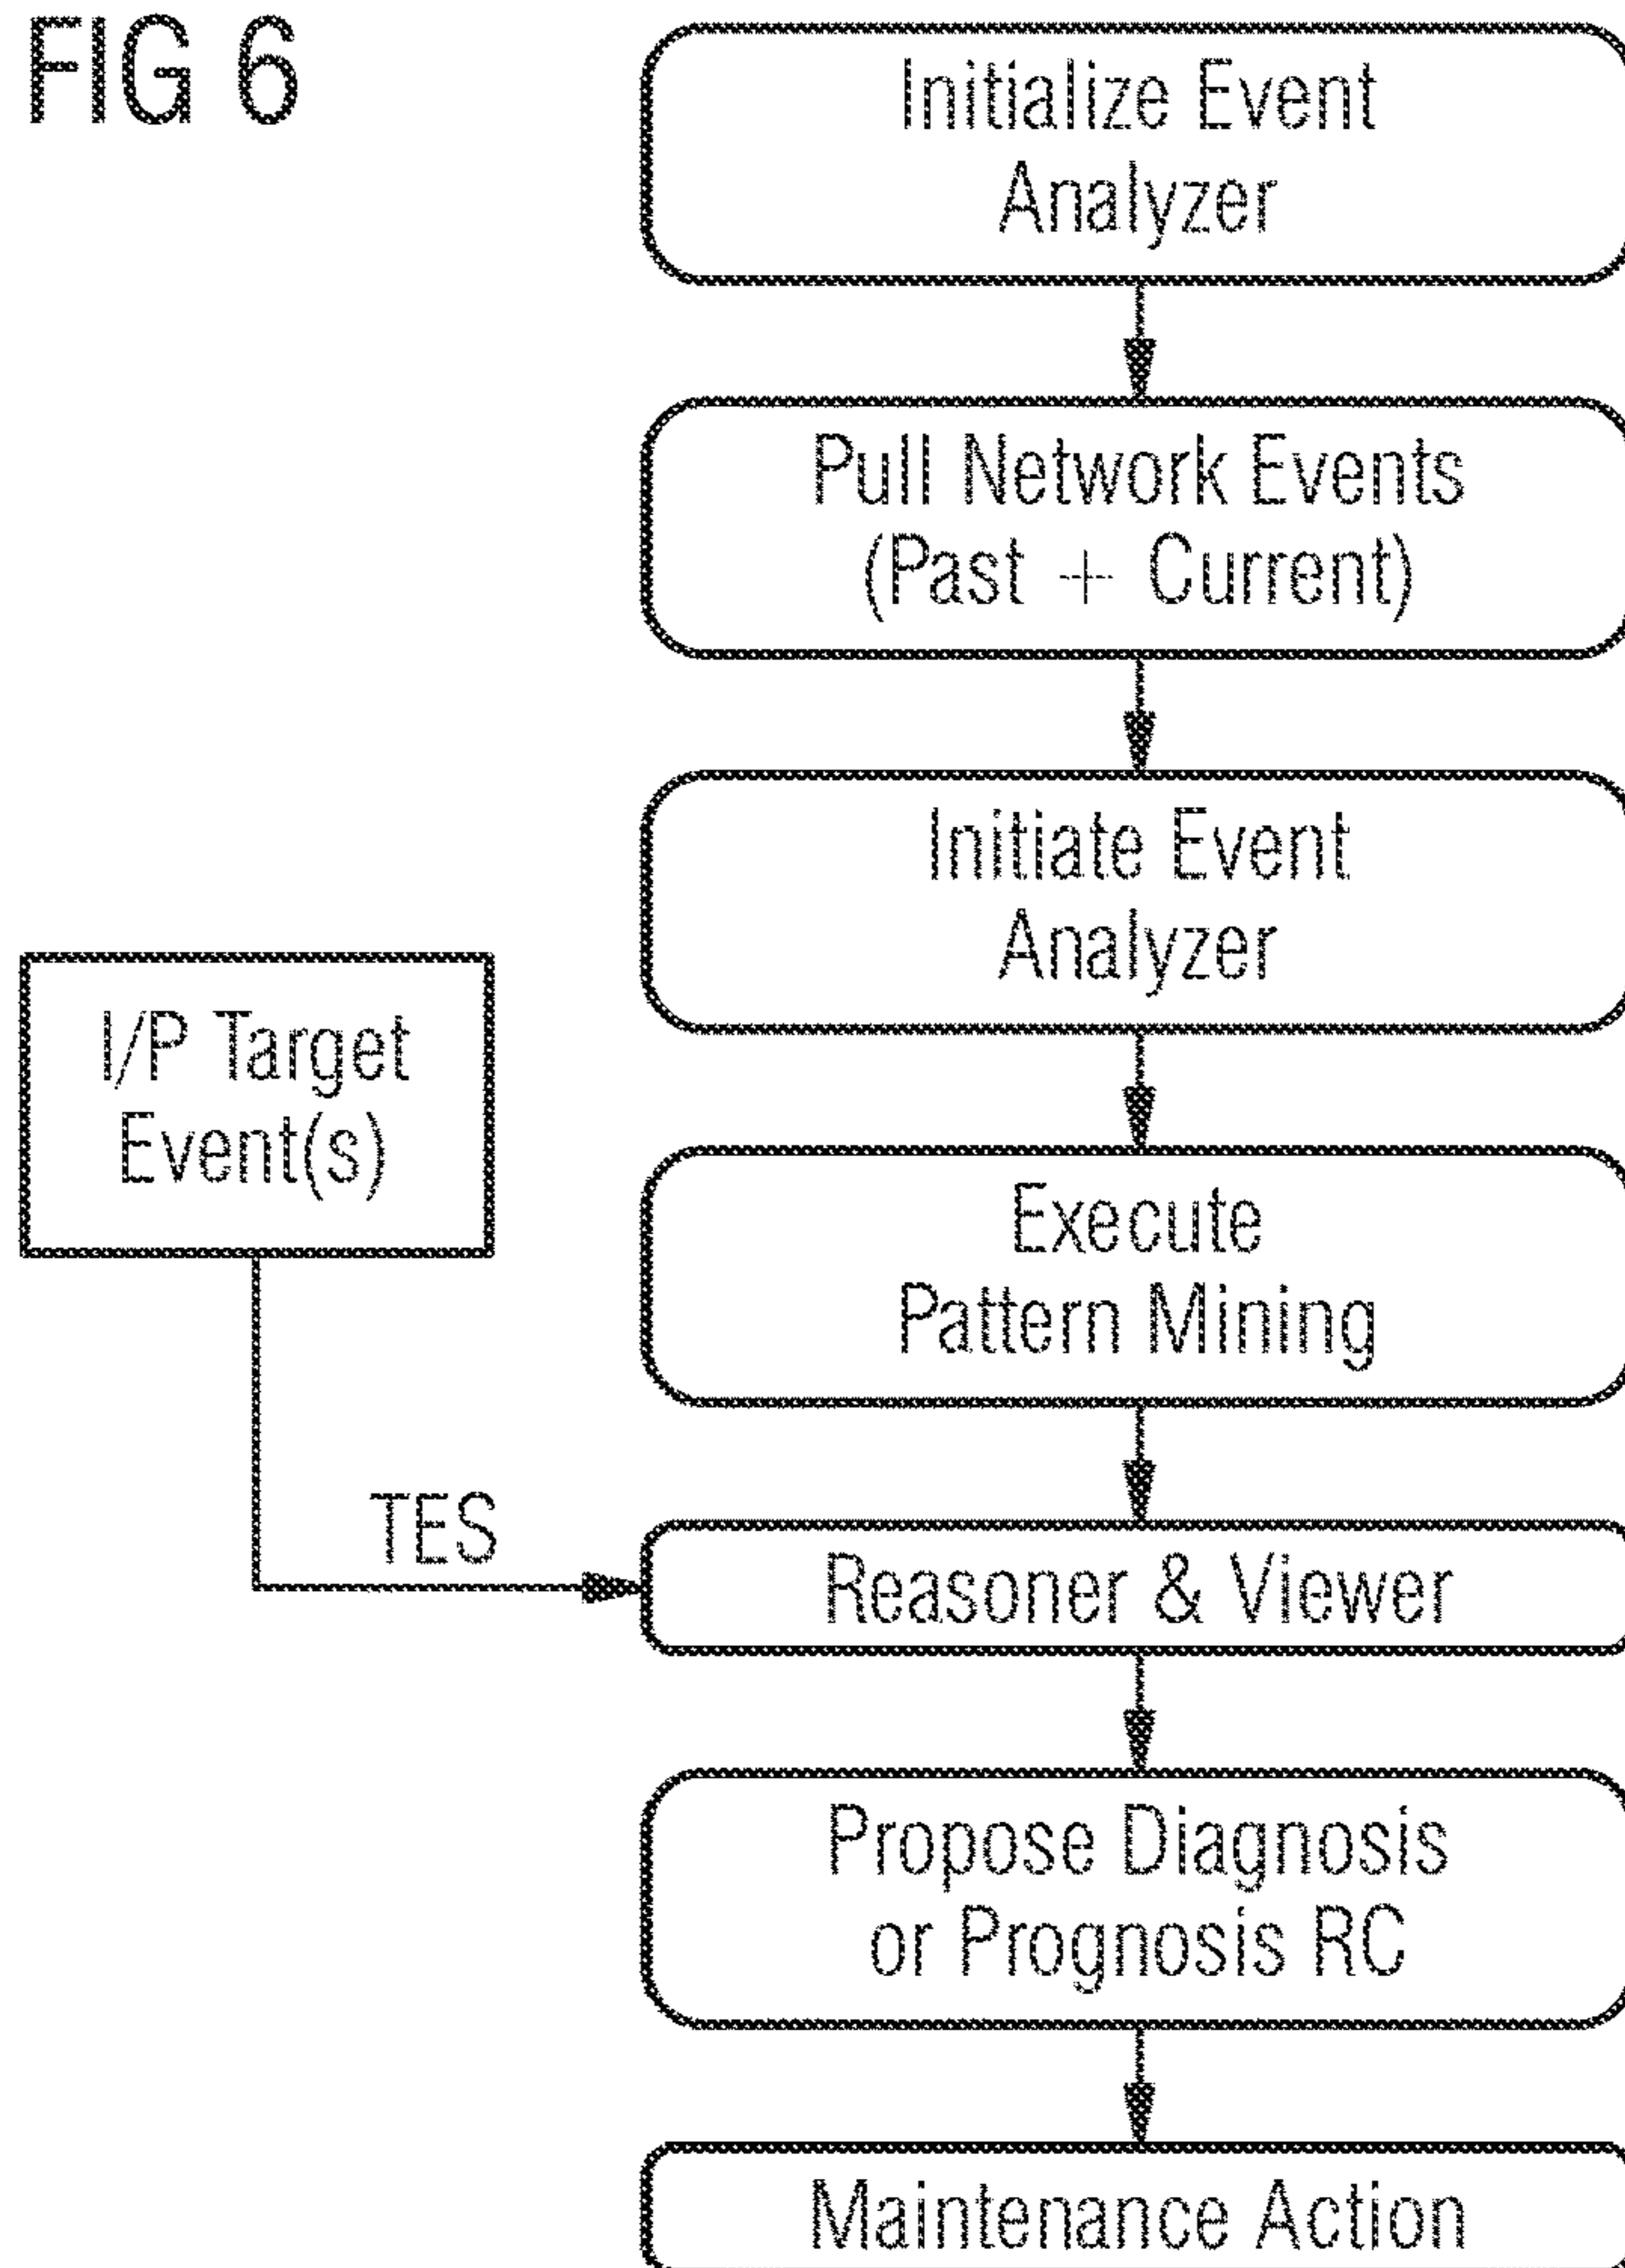 FIG 6
Initialize Event
Analyzer
Pull Network Events
(Past + Current)
Initiate Event
Analyzer
I/P Target
Event(s)
Execute
Pattern Mining
TES
Reasoner & Viewer
Propose Diagnosis
or Prognosis RC
Maintenance Action